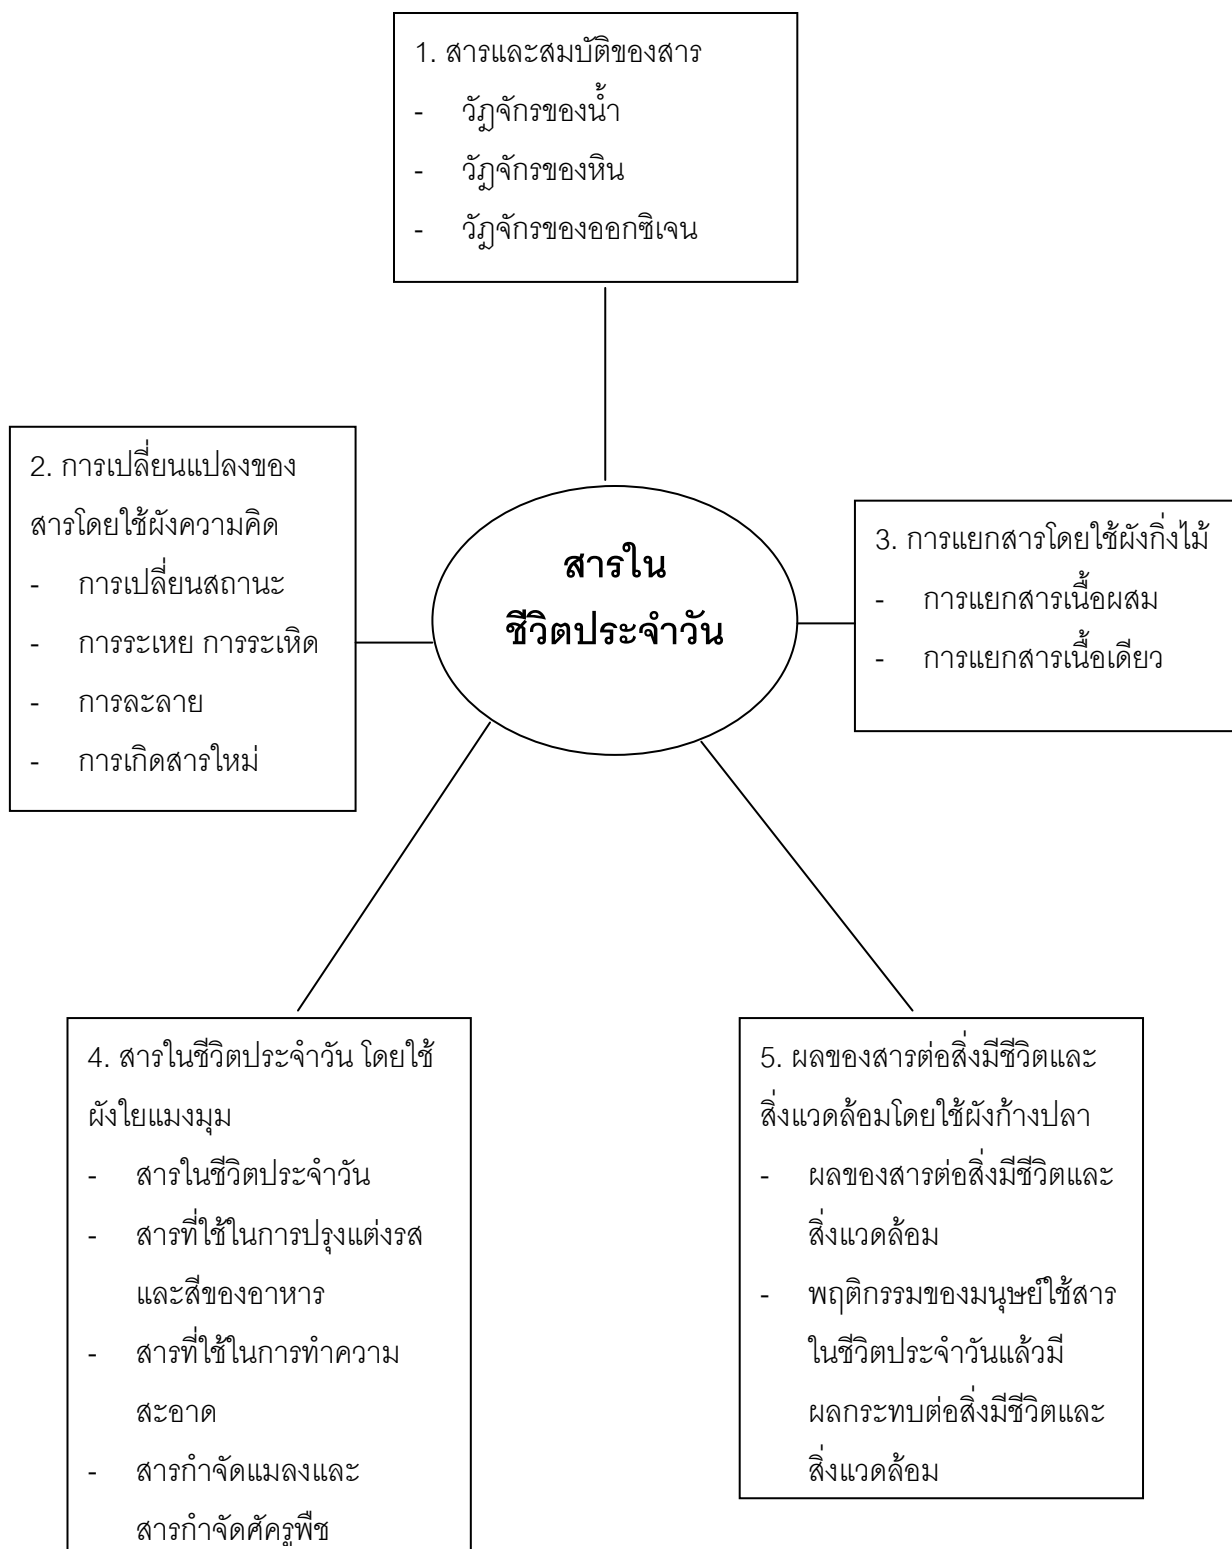 1. สารและสมบัติของสาร
- วัฏจักรของน้ำ
- วัฏจักรของหิน
- วัฏจักรของออกซิเจน
2. การเปลี่ยนแปลงของ
สารโดยใช้ผังความคิด
- การเปลี่ยนสถานะ
- การระเหย การระเหิด
- การละลาย
- การเกิดสารใหม่
สารใน
ชีวิตประจำวัน
3. การแยกสารโดยใช้ผังกิ่งไม้
- การแยกสารเนื้อผสม
- การแยกสารเนื้อเดียว
4. สารในชีวิตประจำวัน โดยใช้
ผังใยแมงมุม
- สารในชีวิตประจำวัน
- สารที่ใช้ในการปรุงแต่งรส
และสีของอาหาร
- สารที่ใช้ในการทำความ
สะอาด
- สารกำจัดแมลงและ
สารกำจัดศัครูพืช
5. ผลของสารต่อสิ่งมีชีวิตและ
สิ่งแวดล้อมโดยใช้ผังก้างปลา
- ผลของสารต่อสิ่งมีชีวิตและ
สิ่งแวดล้อม
- พฤติกรรมของมนุษย์ใช้สาร
ในชีวิตประจำวันแล้วมี
ผลกระทบต่อสิ่งมีชีวิตและ
สิ่งแวดล้อม